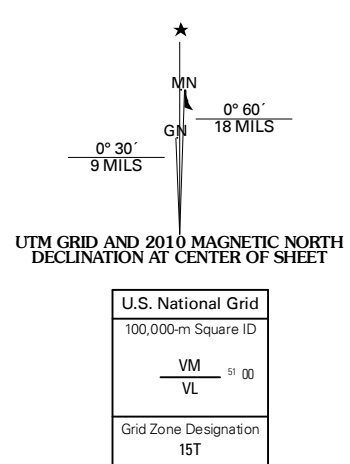 ★
MN
0° 60´
18 MILS
GN
0° 30´
9 MILS
UTM GRID AND 2010 MAGNETIC NORTH
DECLINATION AT CENTER OF SHEET
U.S. National Grid
100,000-m Square ID
VM
51 00
VL
Grid Zone Designation
15T